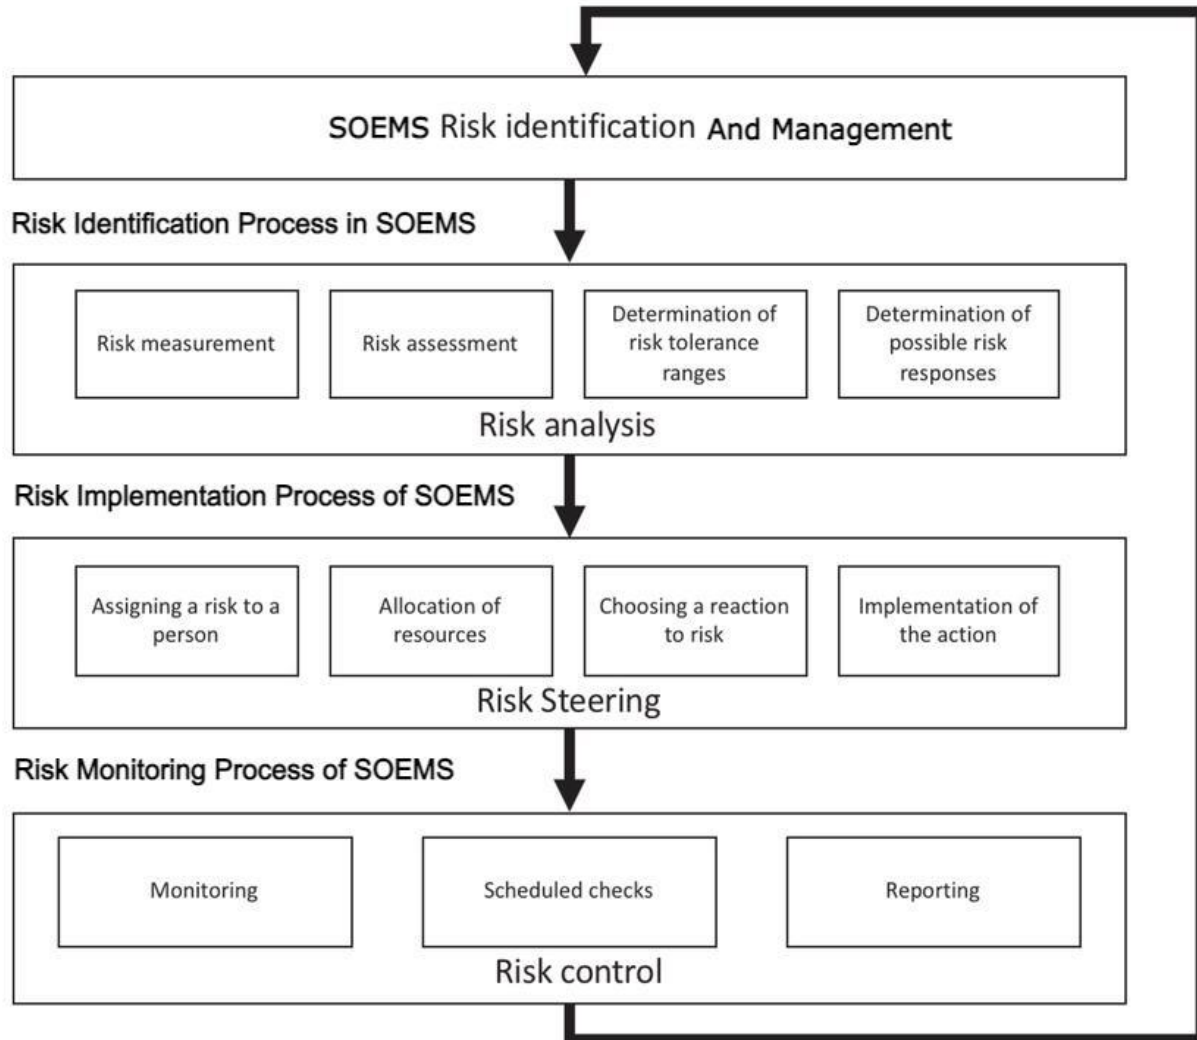 SOEMS Risk identification And Management
Risk Identification Process in SOEMS
Risk measurement
Risk assessment
Determination of
risk tolerance
ranges
Determination of
possible risk
responses
Risk analysis
Risk Implementation Process of SOEMS
Assigning a risk to a
person
Allocation of
resources
Choosing a reaction
to risk
Implementation of
the action
Risk Steering
Risk Monitoring Process of SOEMS
Monitoring
Scheduled checks
Reporting
Risk control